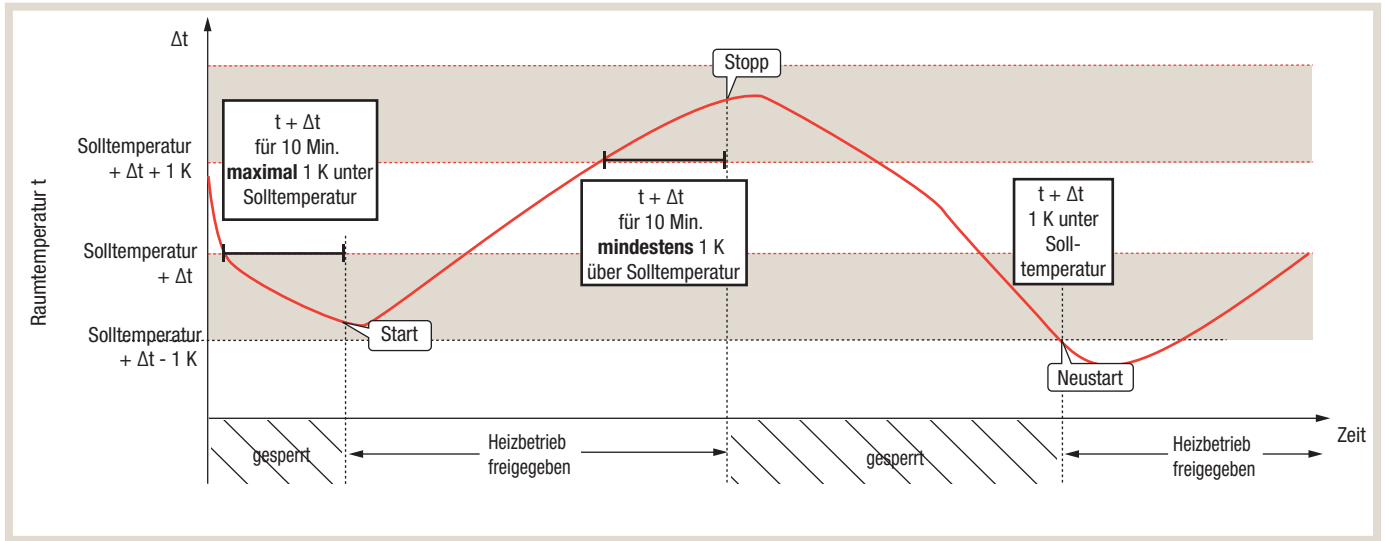 Δt
Stopp
t + Δt
für 10 Min.
maximal 1 K unter
Solltemperatur
Solltemperatur
+ Δt + 1 K
t + Δt
für 10 Min.
mindestens 1 K
über Solltemperatur
t + Δt
1 K unter
Soll-
temperatur
Raumtemperatur t
Solltemperatur
+ Δt
Solltemperatur
+ Δt - 1 K
Start
Neustart
Zeit
gesperrt
Heizbetrieb
freigegeben
gesperrt
Heizbetrieb
freigegeben